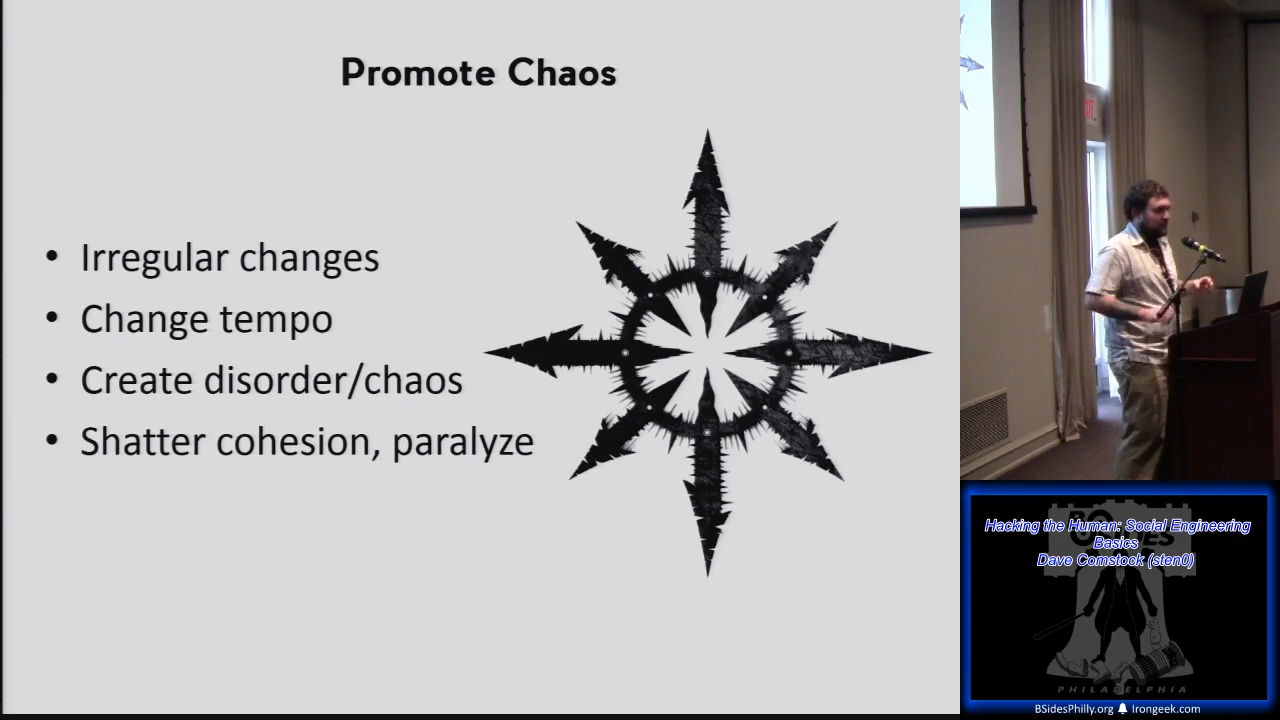 Promote Chaos
• Irregular changes
• Change tempo
• Create disorder/chaos
• Shatter cohesion, paralyze
Hacking the Human: Social Engineering
Basics
Dave Comstock (sten0)
PHILADELPHIA
BSidesPhilly.org Irongeek.com